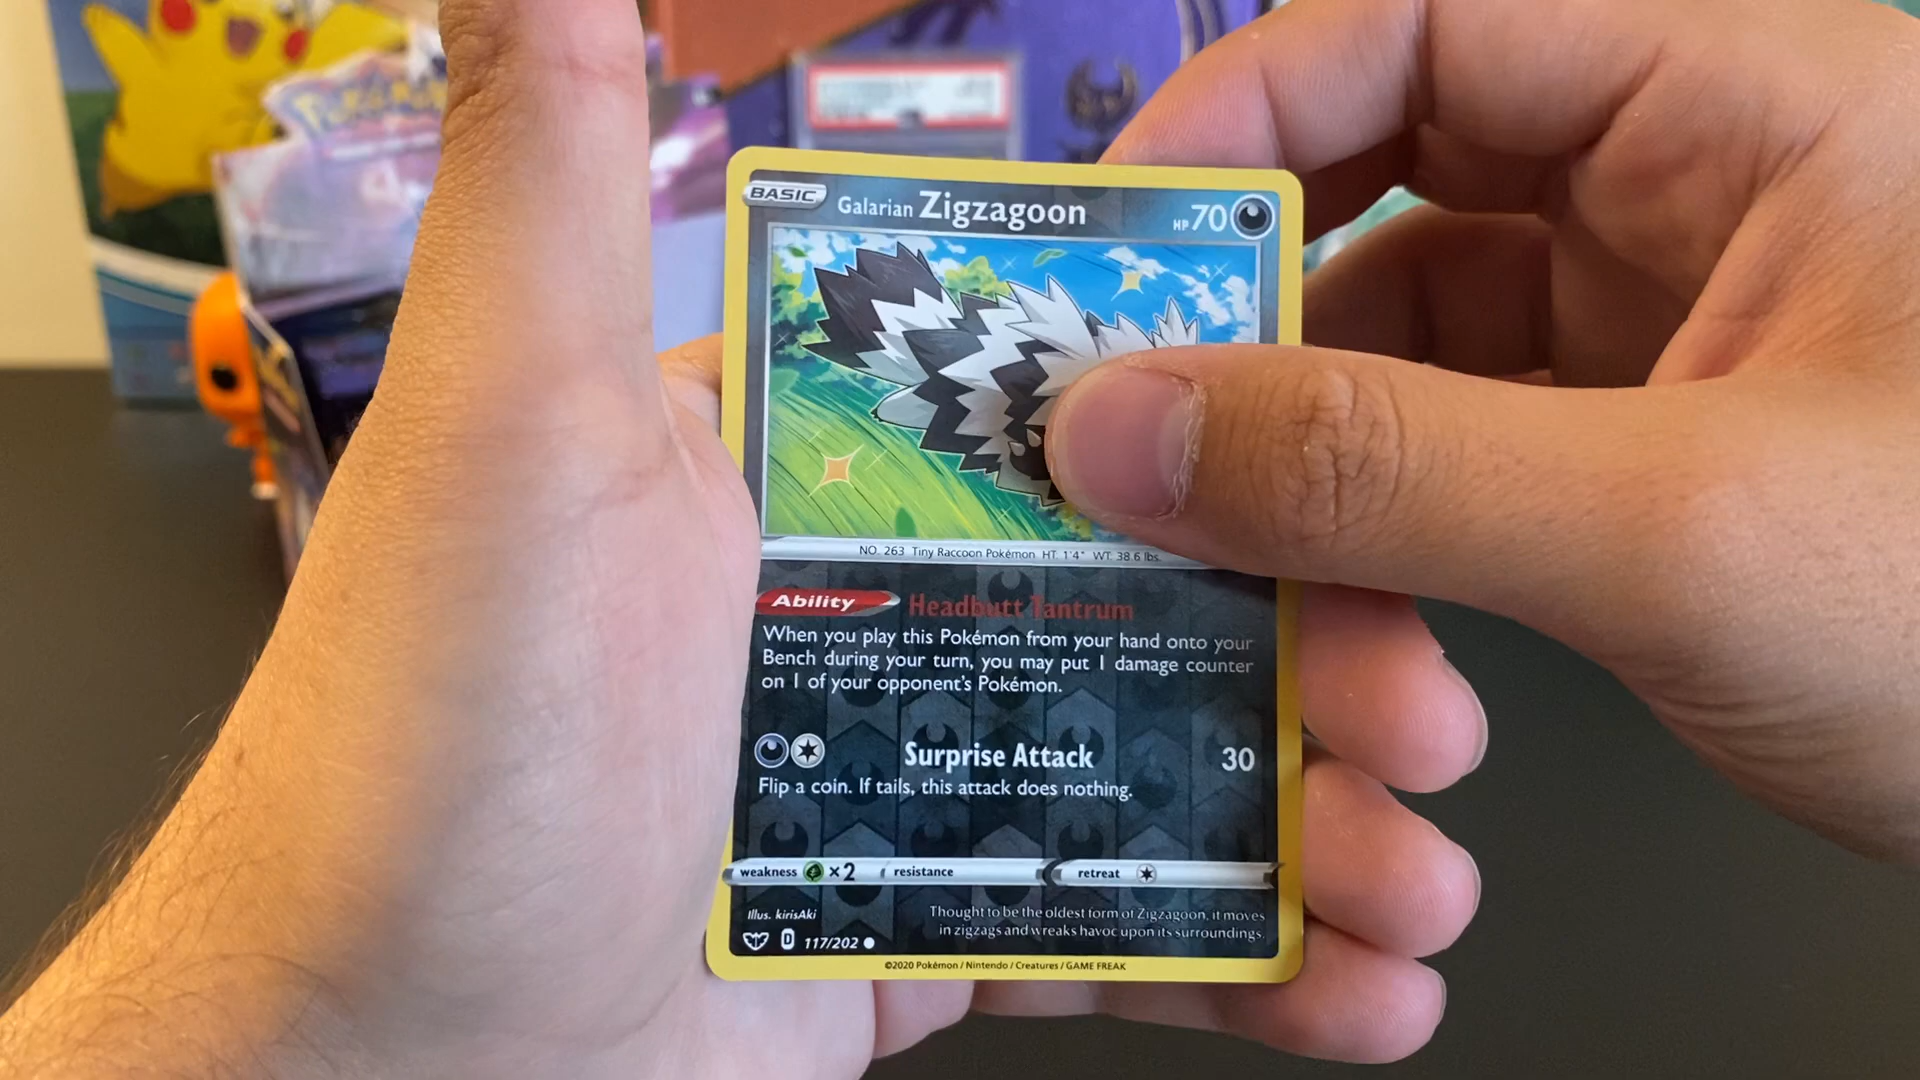 POKÉMON
BASIC
Galarian Zigzagoon
HP 70
NO. 263 Tiny Raccoon Pokémon HT: 1'4" WT: 38.6 lbs.
Ability Headbutt Tantrum
When you play this Pokémon from your hand onto your
Bench during your turn, you may put 1 damage counter
on 1 of your opponent's Pokémon.
Surprise Attack 30
Flip a coin. If tails, this attack does nothing.
weakness ×2 resistance retreat
Illus. kirisAki
Thought to be the oldest form of Zigzagoon, it moves
in zigzags and wreaks havoc upon its surroundings.
D 117/202
©2020 Pokémon / Nintendo / Creatures / GAME FREAK